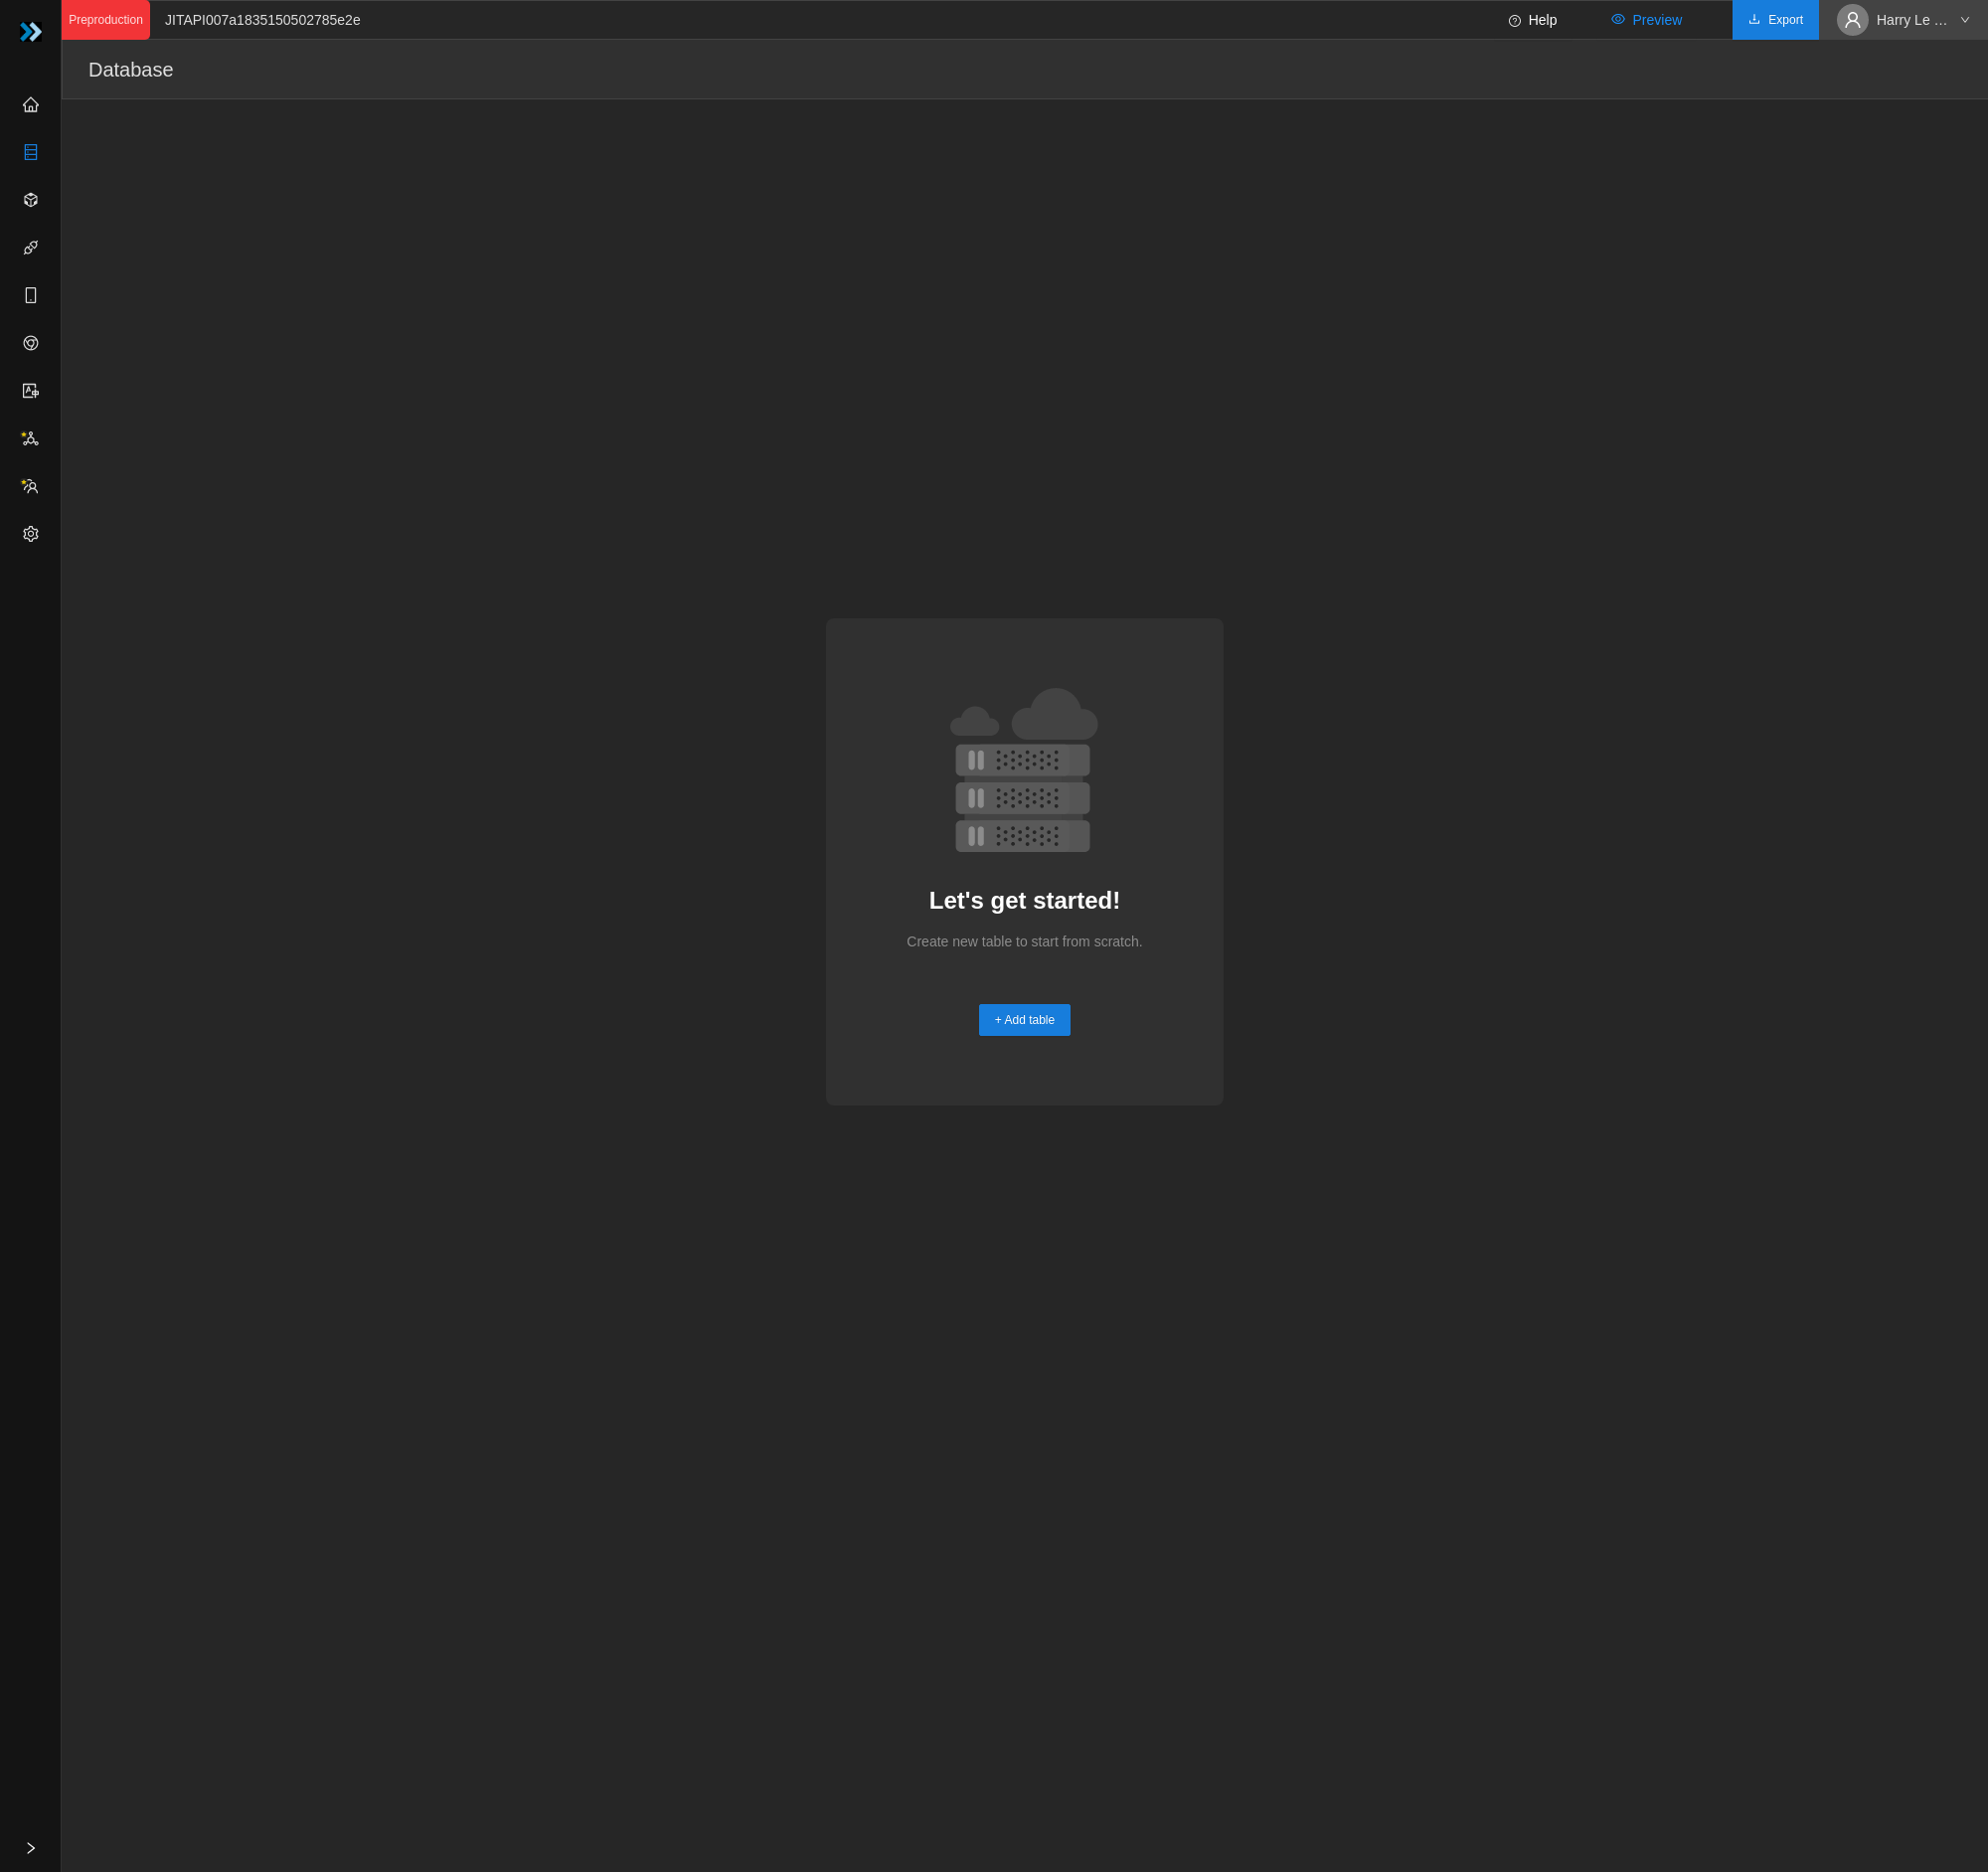 Preproduction
JITAPI007a1835150502785e2e
Help
Preview
Export
Harry Le ...
Database
Let's get started!
Create new table to start from scratch.
+ Add table